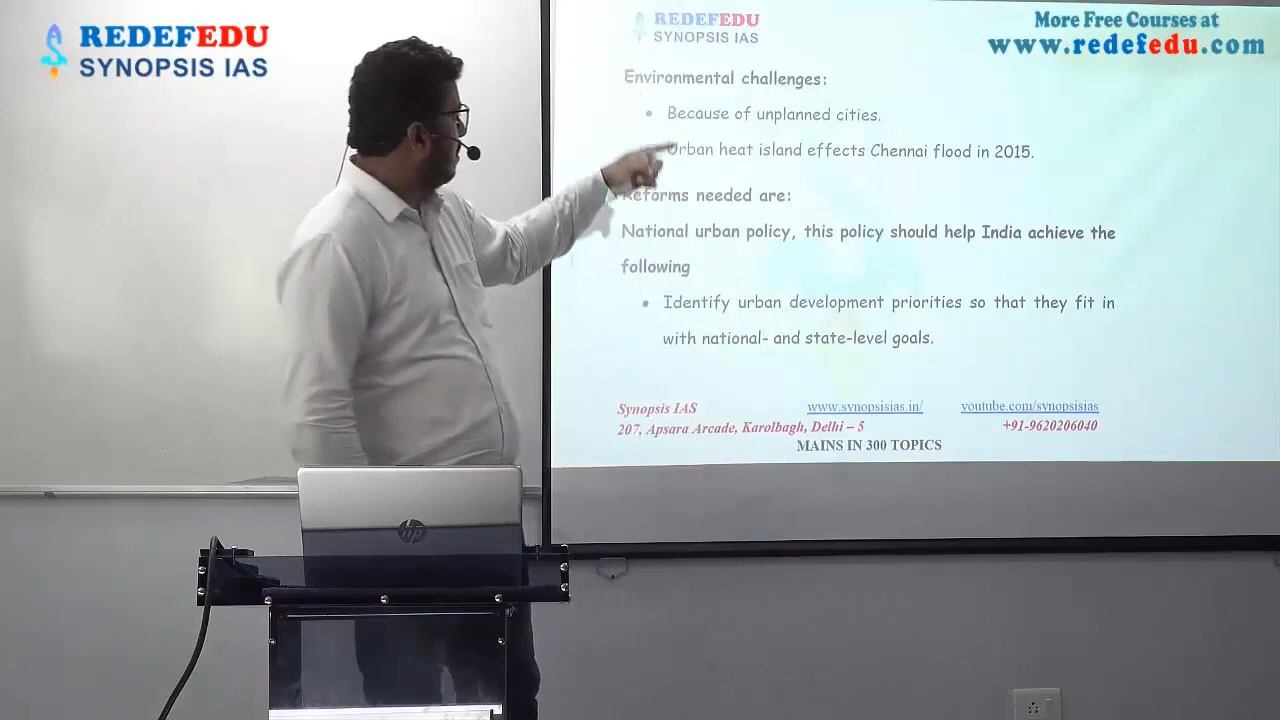 REDEFEDU
SYNOPSIS IAS
REDEFEDU
SYNOPSIS IAS
More Free Courses at
www.redefedu.com
Environmental challenges:
• Because of unplanned cities.
Urban heat island effects Chennai flood in 2015.
Reforms needed are:
National urban policy, this policy should help India achieve the
following
• Identify urban development priorities so that they fit in
with national- and state-level goals.
Synopsis IAS www.synopsisias.in/ youtube.com/synopsisias
207, Apsara Arcade, Karolbagh, Delhi – 5 +91-9620206040
MAINS IN 300 TOPICS
hp